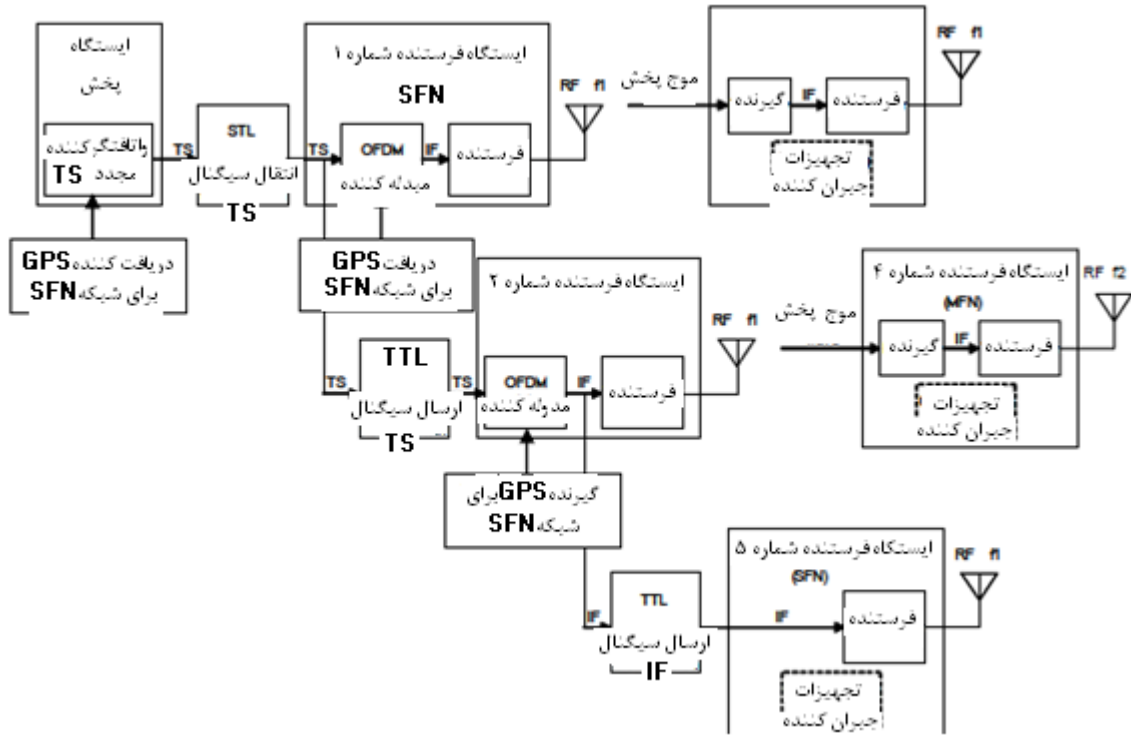 ایستگاه
پخش
واتافتگر کننده
مجدد TS
TS
STL
انتقال سیگنال
TS
دریافت کننده GPS
برای شبکه SFN
ایستگاه فرستنده شماره ۱
SFN
TS
OFDM
مبدله کننده
IF
فرستنده
RF f1
دریافت GPS
برای شبکه SFN
موج پخش
گیرنده
IF
فرستنده
RF f1
تجهیزات
جبران کننده
TS
TTL
ارسال سیگنال
TS
TS
ایستگاه فرستنده شماره ۲
OFDM
مدوله کننده
IF
فرستنده
RF f1
گیرنده GPS برای
شبکه SFN
موج پخش
ایستگاه فرستنده شماره ۴
(MFN)
گیرنده
IF
فرستنده
RF f2
تجهیزات
جبران کننده
IF
TTL
ارسال سیگنال
IF
ایستگاه فرستنده شماره ۵
(SFN)
IF
فرستنده
RF f1
تجهیزات
جبران کننده